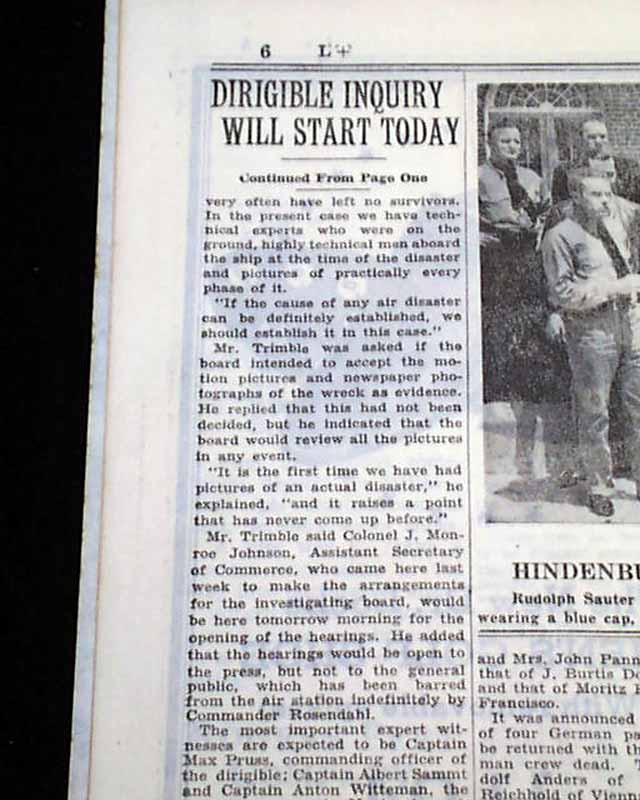 6 L+
DIRIGIBLE INQUIRY
WILL START TODAY
Continued From Page One
very often have left no survivors.
In the present case we have tech-
nical experts who were on the
ground, highly technical men aboard
the ship at the time of the disaster
and pictures of practically every
phase of it.
"If the cause of any air disaster
can be definitely established, we
should establish it in this case."
Mr. Trimble was asked if the
board intended to accept the mo-
tion pictures and newspaper pho-
tographs of the wreck as evidence.
He replied that this had not been
decided, but he indicated that the
board would review all the pictures
in any event.
"It is the first time we have had
pictures of an actual disaster," he
explained, "and it raises a point
that has never come up before."
Mr. Trimble said Colonel J. Mon-
roe Johnson, Assistant Secretary
of Commerce, who came here last
week to make the arrangements
for the investigating board, would
be here tomorrow morning for the
opening of the hearings. He added
that the hearings would be open to
the press, but not to the general
public, which has been barred
from the air station indefinitely by
Commander Rosendahl.
The most important expert wit-
nesses are expected to be Captain
Max Pruss, commanding officer of
the dirigible; Captain Albert Sammt
and Captain Anton Witteman, the
HINDENBU
Rudolph Sauter
wearing a blue cap,
and Mrs. John Pann
that of J. Burtis Do
and that of Moritz F
Francisco.
It was announced
of four German pa
be returned with th
man crew dead. T
dolf Anders of
Reichhold of Vienn